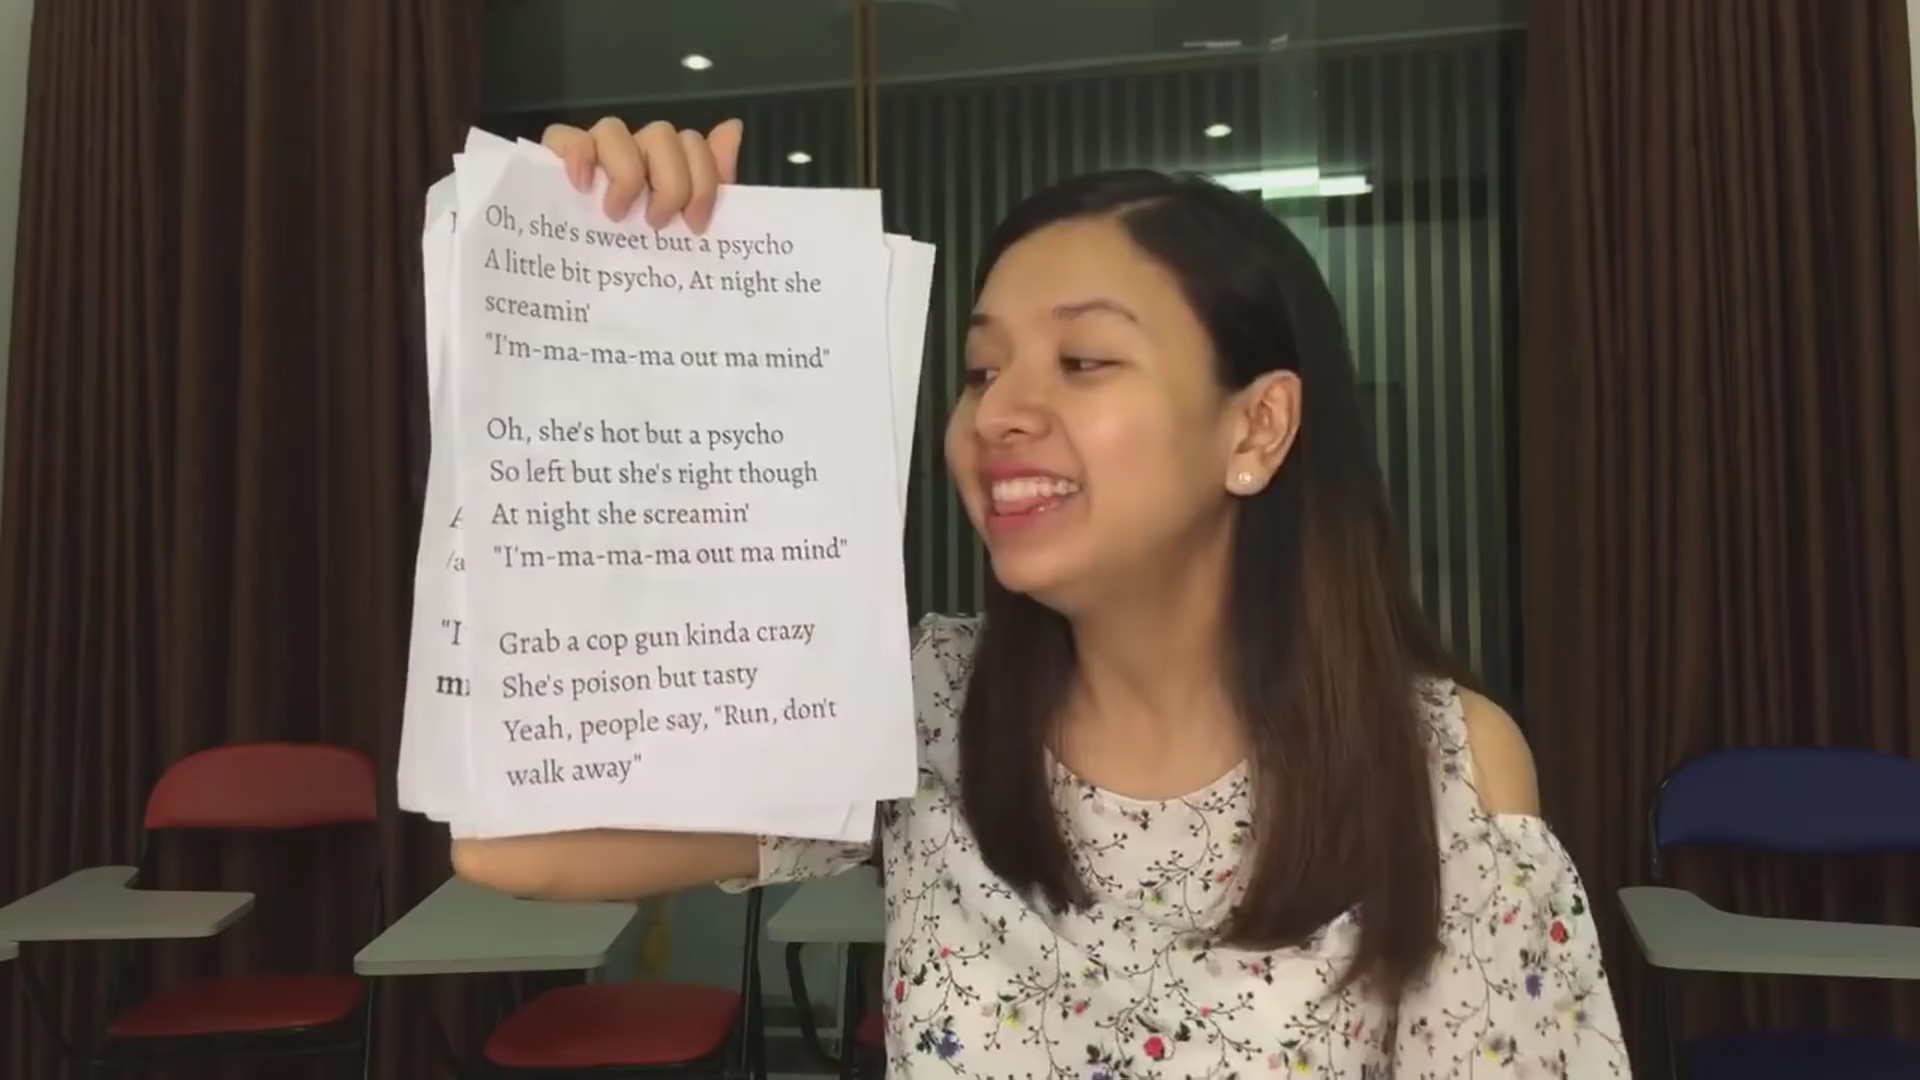 Oh, she's sweet but a psycho
A little bit psycho, At night she
screamin'
"I'm-ma-ma-ma out ma mind"
Oh, she's hot but a psycho
So left but she's right though
At night she screamin'
"I'm-ma-ma-ma out ma mind"
Grab a cop gun kinda crazy
She's poison but tasty
Yeah, people say, "Run, don't
walk away"
/a
"I